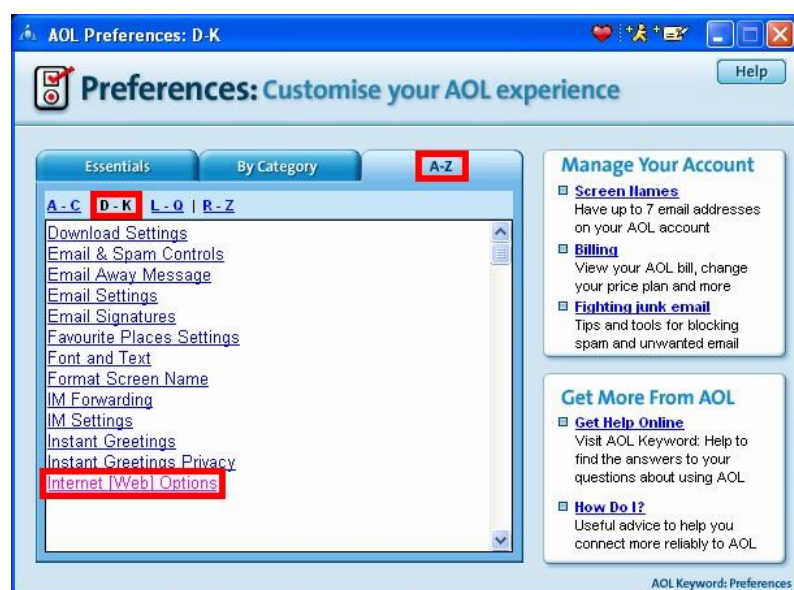 AOL Preferences: D-K
Preferences: Customise your AOL experience
Help
Essentials
By Category
A-Z
A - C D - K L - Q | R - Z
Download Settings
Email & Spam Controls
Email Away Message
Email Settings
Email Signatures
Favourite Places Settings
Font and Text
Format Screen Name
IM Forwarding
IM Settings
Instant Greetings
Instant Greetings Privacy
Internet [Web] Options
Manage Your Account
Screen Names
Have up to 7 email addresses
on your AOL account
Billing
View your AOL bill, change
your price plan and more
Fighting junk email
Tips and tools for blocking
spam and unwanted email
Get More From AOL
Get Help Online
Visit AOL Keyword: Help to
find the answers to your
questions about using AOL
How Do I?
Useful advice to help you
connect more reliably to AOL
AOL Keyword: Preferences